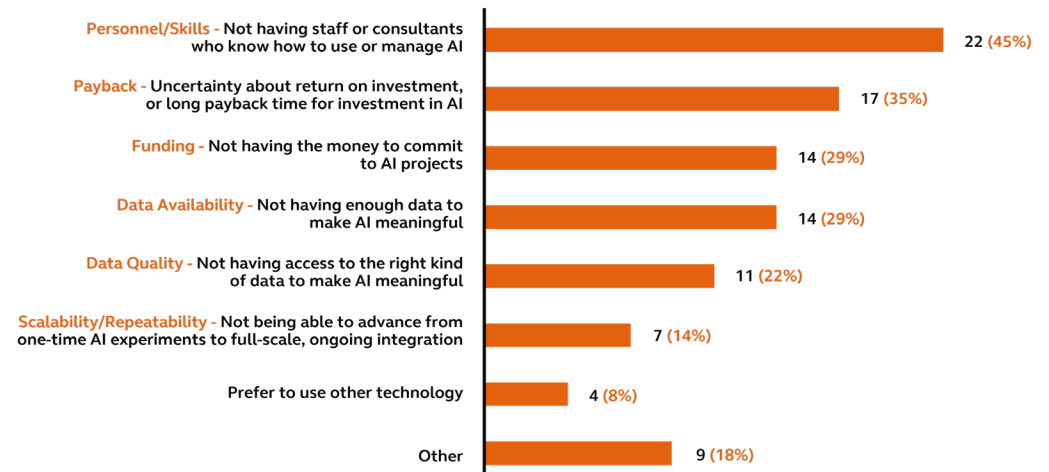 Personnel/Skills - Not having staff or consultants
who know how to use or manage AI
22 (45%)
Payback - Uncertainty about return on investment,
or long payback time for investment in AI
17 (35%)
Funding - Not having the money to commit
to AI projects
14 (29%)
Data Availability - Not having enough data to
make AI meaningful
14 (29%)
Data Quality - Not having access to the right kind
of data to make AI meaningful
11 (22%)
Scalability/Repeatability - Not being able to advance from
one-time AI experiments to full-scale, ongoing integration
7 (14%)
Prefer to use other technology
4 (8%)
Other
9 (18%)